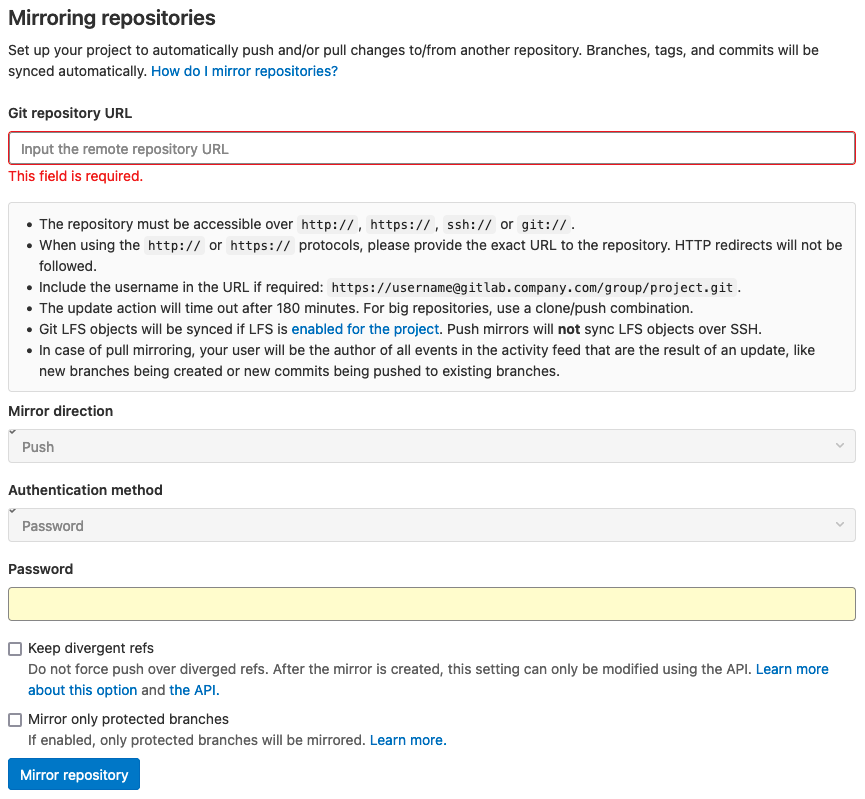 Mirroring repositories
Set up your project to automatically push and/or pull changes to/from another repository. Branches, tags, and commits will be
synced automatically. How do I mirror repositories?
Git repository URL
Input the remote repository URL
This field is required.
• The repository must be accessible over http://, https://, ssh:// or git://.
• When using the http:// or https:// protocols, please provide the exact URL to the repository. HTTP redirects will not be
followed.
• Include the username in the URL if required: https://username@gitlab.company.com/group/project.git.
• The update action will time out after 180 minutes. For big repositories, use a clone/push combination.
• Git LFS objects will be synced if LFS is enabled for the project. Push mirrors will not sync LFS objects over SSH.
• In case of pull mirroring, your user will be the author of all events in the activity feed that are the result of an update, like
new branches being created or new commits being pushed to existing branches.
Mirror direction
Push
Authentication method
Password
Password
Keep divergent refs
Do not force push over diverged refs. After the mirror is created, this setting can only be modified using the API. Learn more
about this option and the API.
Mirror only protected branches
If enabled, only protected branches will be mirrored. Learn more.
Mirror repository